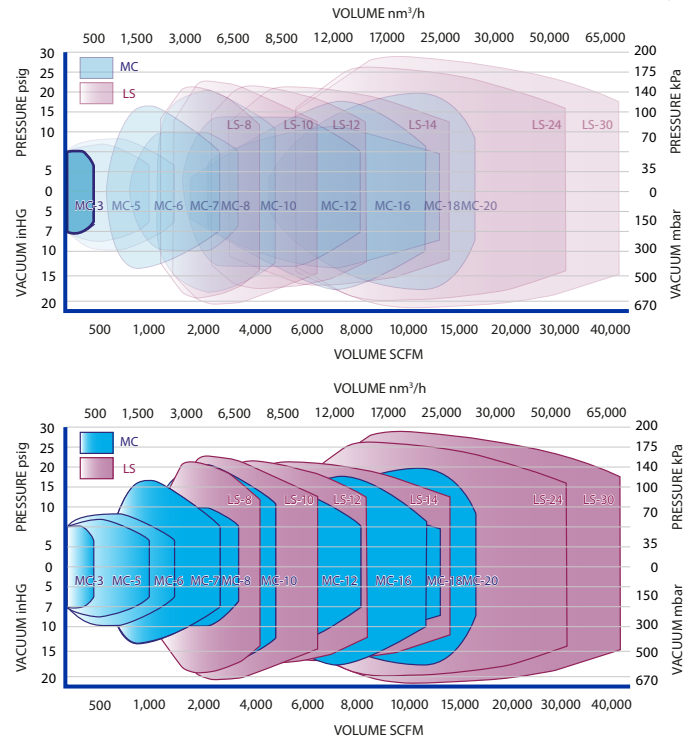 VOLUME nm³/h
500 1,500 3,000 6,500 8,500 12,000 17,000 25,000 50,000 65,000
PRESSURE psig
30
25
20
15
10
5
0
VACUUM inHG
5
7
10
15
20
MC
LS
LS-8 LS-10 LS-12 LS-14 LS-24 LS-30
MC-3 MC-5 MC-6 MC-7 MC-8 MC-10 MC-12 MC-16 MC-18 MC-20
PRESSURE kPa
200
175
140
100
70
35
0
VACUUM mbar
150
300
500
670
500 1,000 2,000 4,000 6,000 8,000 10,000 15,000 20,000 30,000 40,000
VOLUME SCFM
VOLUME nm³/h
500 1,500 3,000 6,500 8,500 12,000 17,000 25,000 50,000 65,000
PRESSURE psig
30
25
20
15
10
5
0
VACUUM inHG
5
7
10
15
20
MC
LS
LS-8 LS-10 LS-12 LS-14 LS-24 LS-30
MC-3 MC-5 MC-6 MC-7 MC-8 MC-10 MC-12 MC-16 MC-18 MC-20
PRESSURE kPa
200
175
140
100
70
35
0
VACUUM mbar
150
300
500
670
500 1,000 2,000 4,000 6,000 8,000 10,000 15,000 20,000 30,000 40,000
VOLUME SCFM